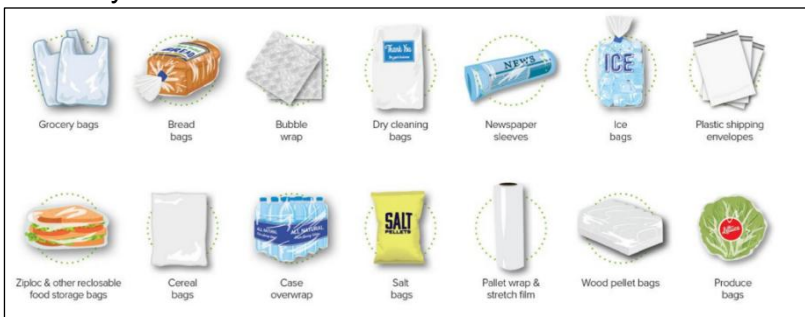 Thank You
NEWS
ICE
Grocery bags
Bread
bags
Bubble
wrap
Dry cleaning
bags
Newspaper
sleeves
Ice
bags
Plastic shipping
envelopes
ALL NATURAL
SALT
PELLETS
Lettuce
Ziploc & other reclosable
food storage bags
Cereal
bags
Case
overwrap
Salt
bags
Pallet wrap &
stretch film
Wood pellet bags
Produce
bags